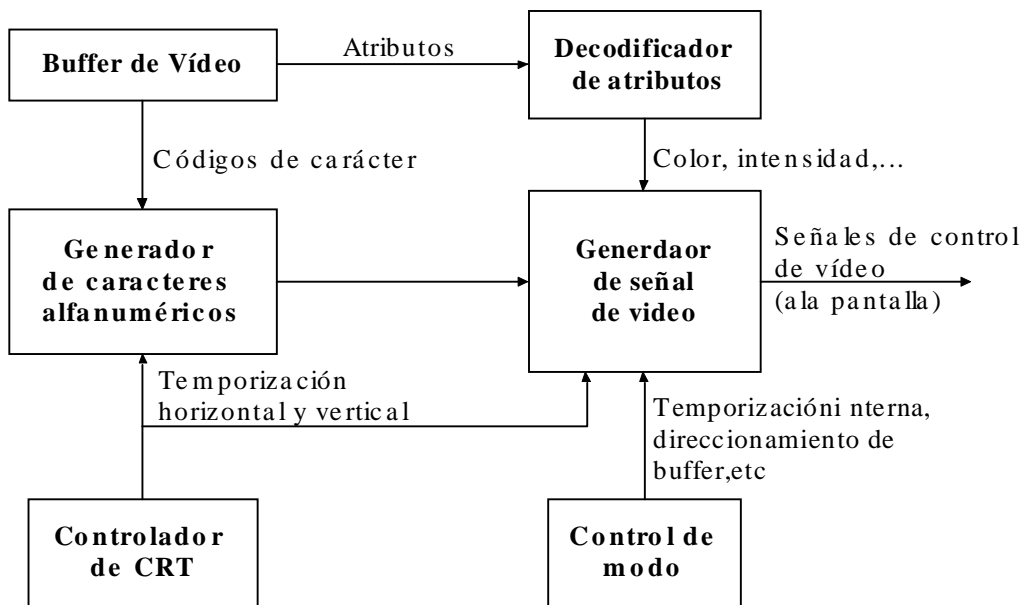 Buffer de Vídeo
Atributos
Decodificador
de atributos
Códigos de carácter
Color, intensidad,...
Generador
de caracteres
alfanuméricos
Generdaor
de señal
de video
Señales de control
de vídeo
(ala pantalla)
Temporización
horizontal y vertical
Temporizacióni nterna,
direccionamiento de
buffer,etc
Controlador
de CRT
Control de
modo